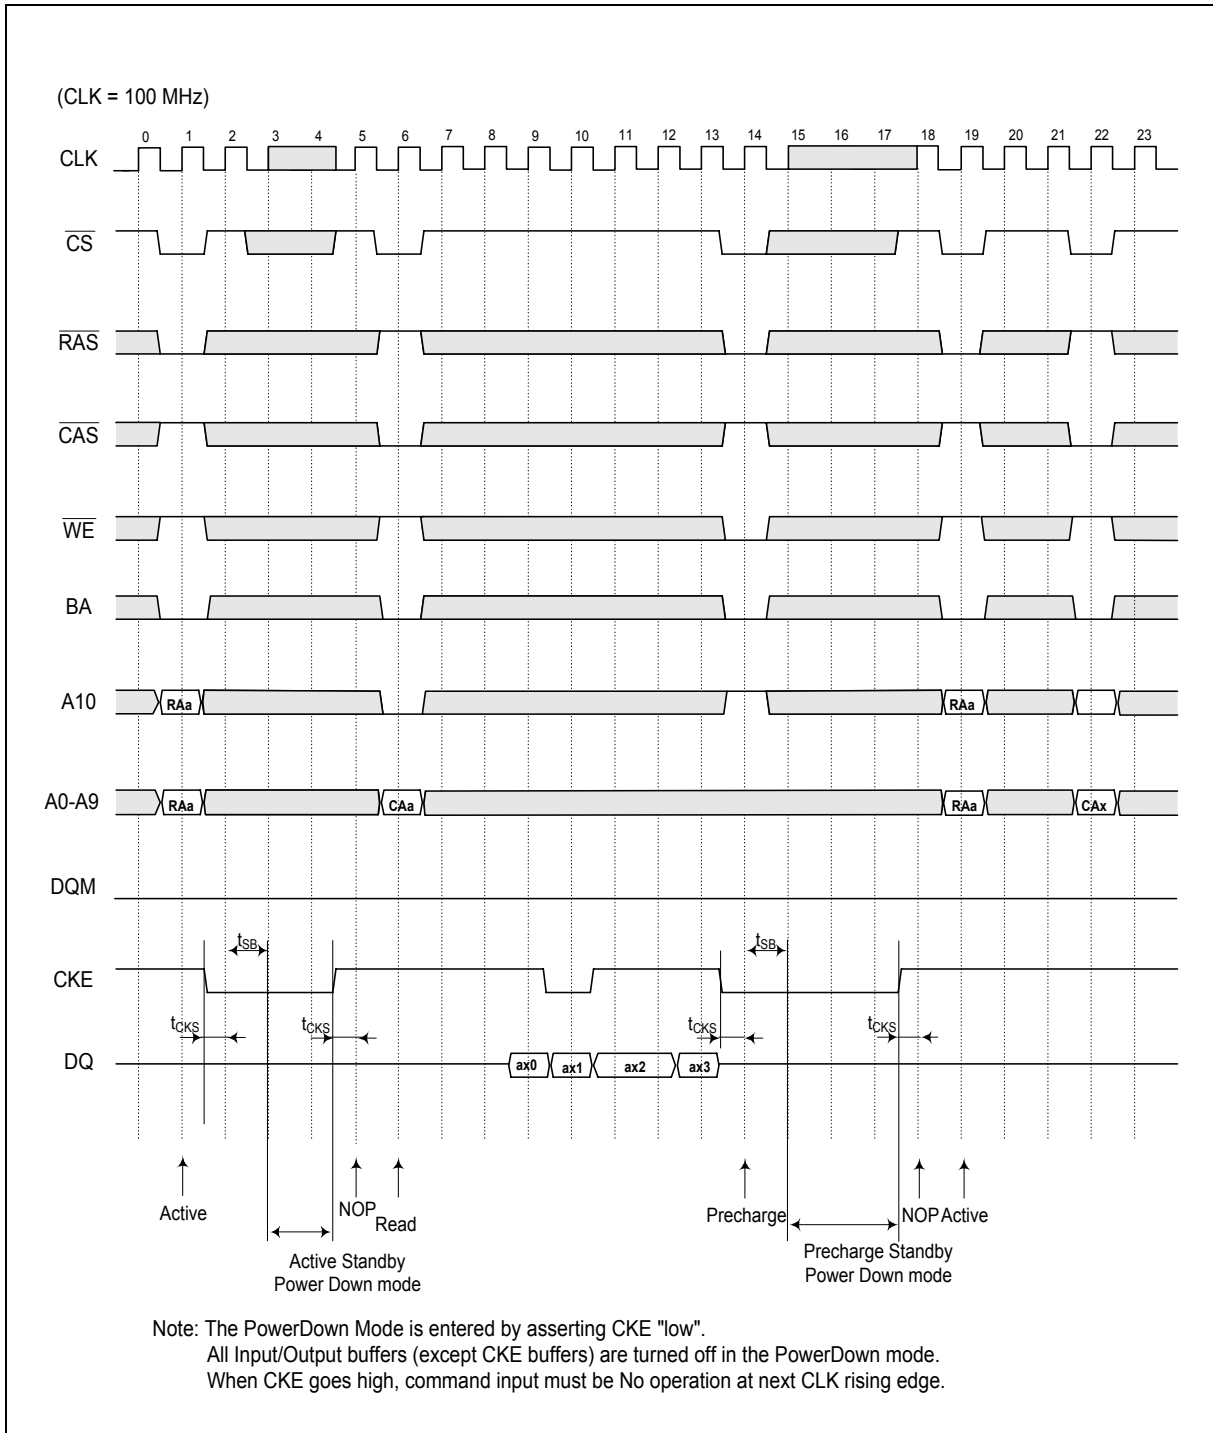 (CLK = 100 MHz)
0 1 2 3 4 5 6 7 8 9 10 11 12 13 14 15 16 17 18 19 20 21 22 23
CLK
CS
RAS
CAS
WE
BA
A10 RAa RAa
A0-A9 RAa CAa RAa CAx
DQM
tSB tSB
CKE
tCKS tCKS tCKS tCKS
DQ ax0 ax1 ax2 ax3
Active NOP Read Precharge NOP Active
Active Standby
Power Down mode
Precharge Standby
Power Down mode
Note: The PowerDown Mode is entered by asserting CKE "low".
All Input/Output buffers (except CKE buffers) are turned off in the PowerDown mode.
When CKE goes high, command input must be No operation at next CLK rising edge.